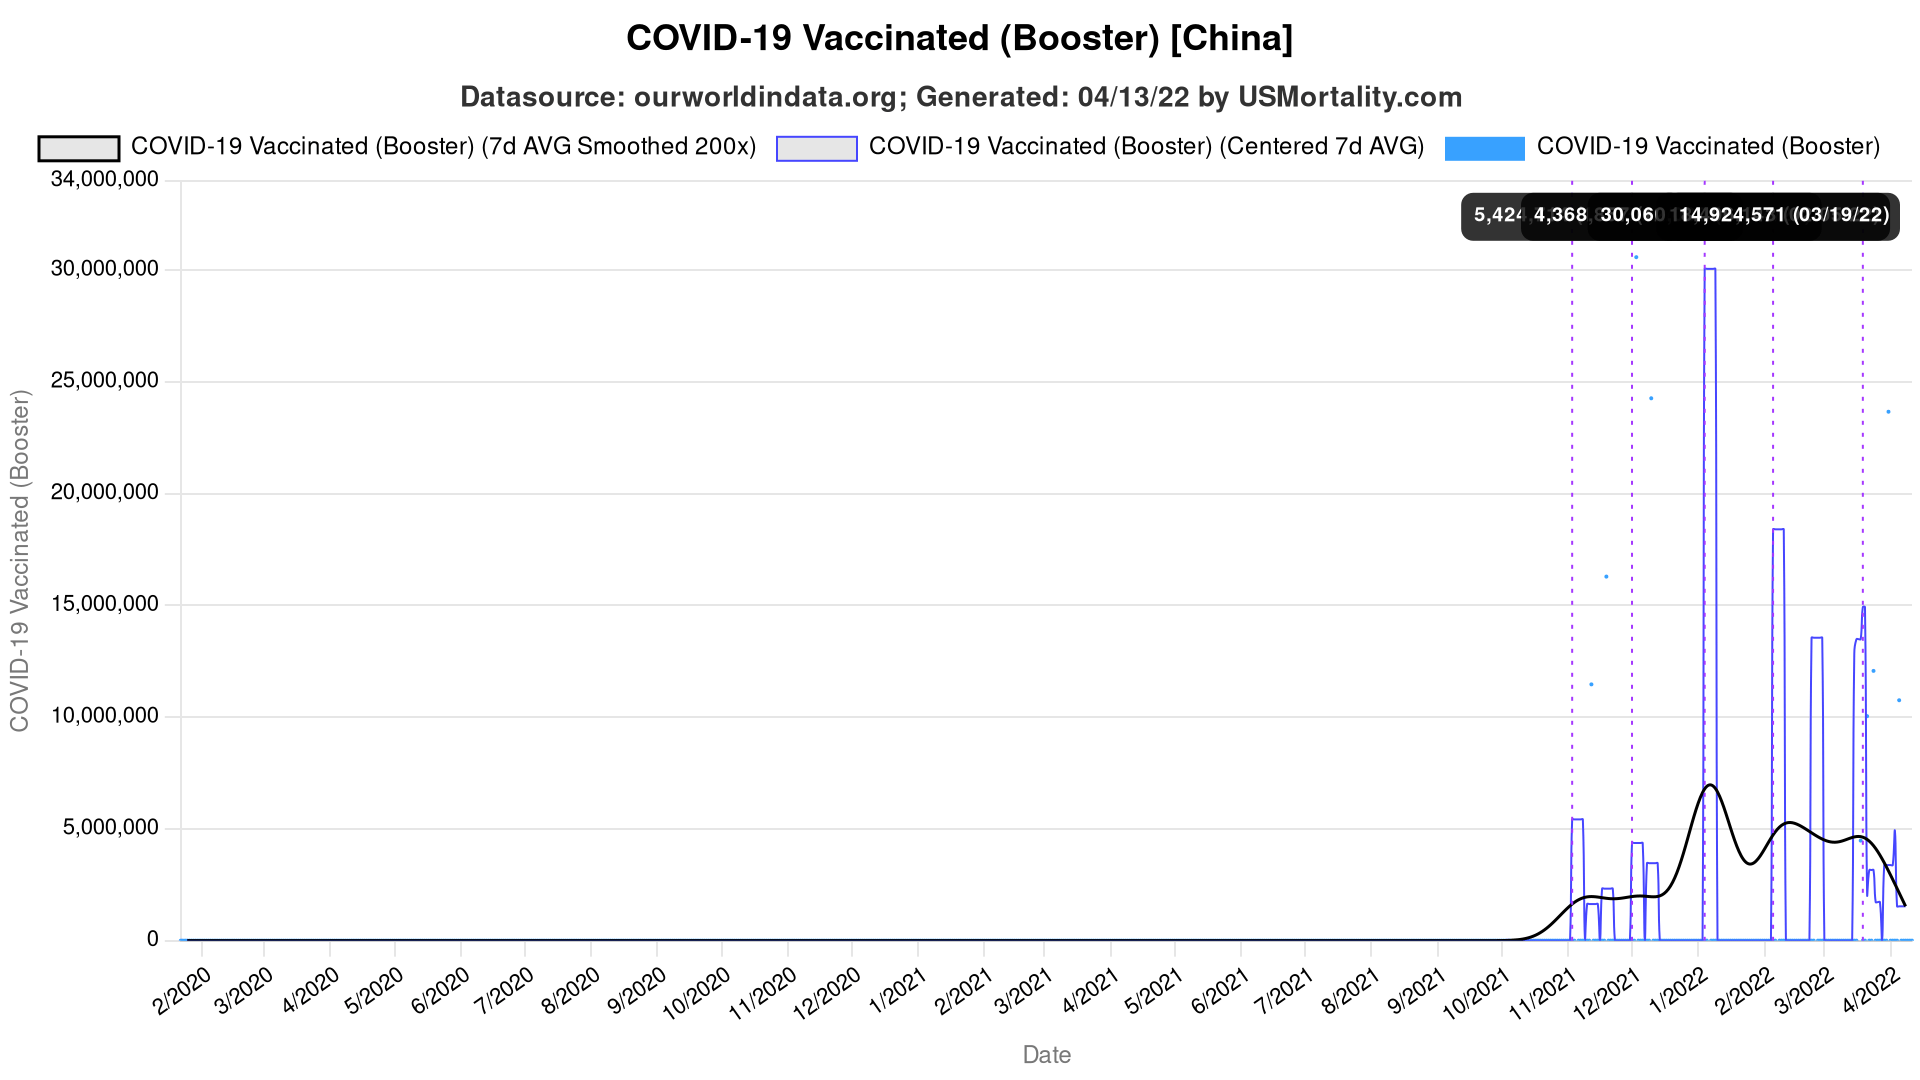 COVID-19 Vaccinated (Booster) [China]
Datasource: ourworldindata.org; Generated: 04/13/22 by USMortality.com
COVID-19 Vaccinated (Booster) (7d AVG Smoothed 200x) COVID-19 Vaccinated (Booster) (Centered 7d AVG) COVID-19 Vaccinated (Booster)
34,000,000
5,424 4,368 30,06 14,924,571 (03/19/22)
30,000,000
25,000,000
20,000,000
15,000,000
10,000,000
5,000,000
0
COVID-19 Vaccinated (Booster)
2/2020 3/2020 4/2020 5/2020 6/2020 7/2020 8/2020 9/2020 10/2020 11/2020 12/2020 1/2021 2/2021 3/2021 4/2021 5/2021 6/2021 7/2021 8/2021 9/2021 10/2021 11/2021 12/2021 1/2022 2/2022 3/2022 4/2022
Date